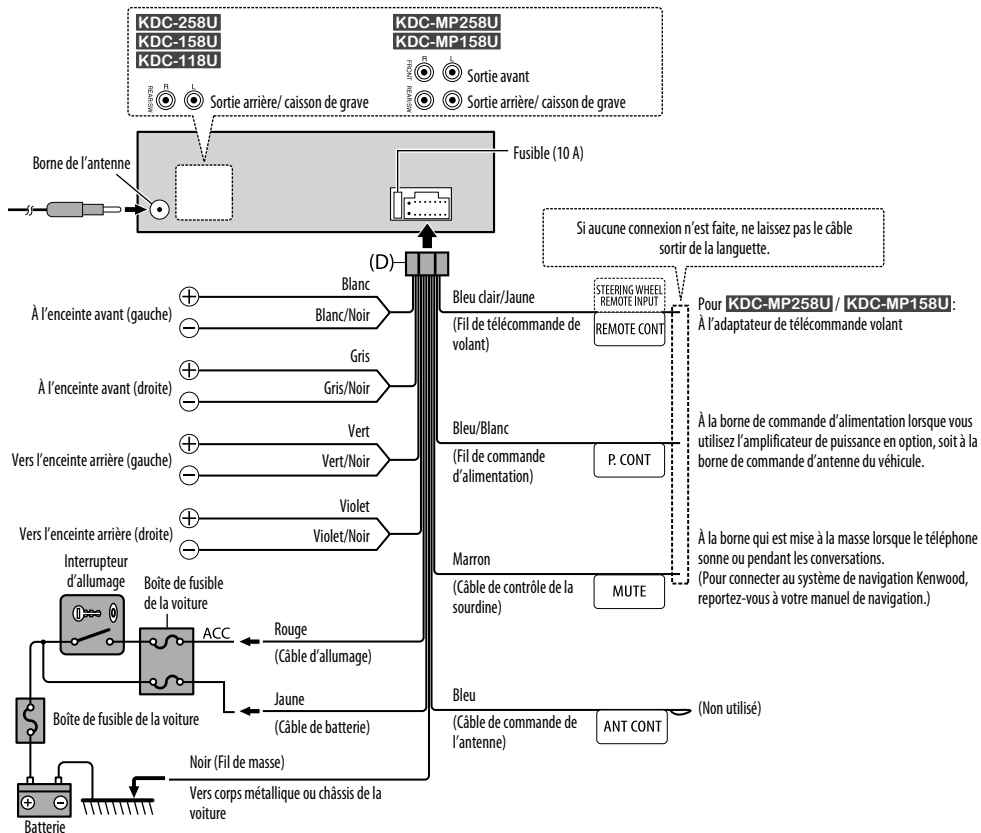 KDC-258U
KDC-158U
KDC-118U
REAR/SW
R
L
Sortie arrière/ caisson de grave
KDC-MP258U
KDC-MP158U
R
L
FRONT
Sortie avant
REAR/SW
Sortie arrière/ caisson de grave
Borne de l'antenne
Fusible (10 A)
Si aucune connexion n'est faite, ne laissez pas le câble
sortir de la languette.
(D)
Blanc
À l'enceinte avant (gauche)
Blanc/Noir
Gris
À l'enceinte avant (droite)
Gris/Noir
Vert
Vers l'enceinte arrière (gauche)
Vert/Noir
Violet
Vers l'enceinte arrière (droite)
Violet/Noir
Bleu clair/Jaune
(Fil de télécommande de
volant)
STEERING WHEEL
REMOTE INPUT
REMOTE CONT
Pour KDC-MP258U / KDC-MP158U :
À l'adaptateur de télécommande volant
Bleu/Blanc
(Fil de commande
d'alimentation)
P. CONT
À la borne de commande d'alimentation lorsque vous
utilisez l'amplificateur de puissance en option, soit à la
borne de commande d'antenne du véhicule.
Marron
(Câble de contrôle de la
sourdine)
MUTE
À la borne qui est mise à la masse lorsque le téléphone
sonne ou pendant les conversations.
(Pour connecter au système de navigation Kenwood,
reportez-vous à votre manuel de navigation.)
Interrupteur
d'allumage
Boîte de fusible
de la voiture
ACC
Rouge
(Câble d'allumage)
Jaune
(Câble de batterie)
Bleu
(Câble de commande de
l'antenne)
ANT CONT
(Non utilisé)
Boîte de fusible de la voiture
Noir (Fil de masse)
Vers corps métallique ou châssis de la
voiture
Batterie